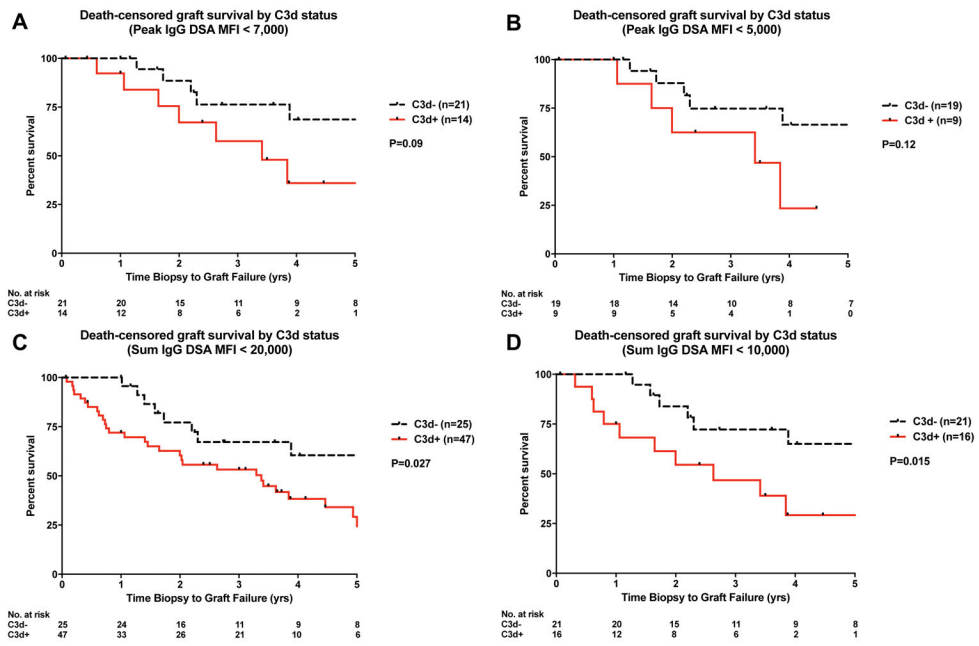 A
Death-censored graft survival by C3d status
(Peak IgG DSA MFI < 7,000)
Percent survival
100
75
50
25
0
0 1 2 3 4 5
Time Biopsy to Graft Failure (yrs)
C3d- (n=21)
C3d+ (n=14)
P=0.09
No. at risk
C3d- 21 20 15 11 9 8
C3d+ 14 12 8 6 2 1
B
Death-censored graft survival by C3d status
(Peak IgG DSA MFI < 5,000)
Percent survival
100
75
50
25
0
0 1 2 3 4 5
Time Biopsy to Graft Failure (yrs)
C3d- (n=19)
C3d + (n=9)
P=0.12
No. at risk
C3d- 19 18 14 10 8 7
C3d+ 9 9 5 4 1 0
C
Death-censored graft survival by C3d status
(Sum IgG DSA MFI < 20,000)
Percent survival
100
75
50
25
0
0 1 2 3 4 5
Time Biopsy to Graft Failure (yrs)
C3d- (n=25)
C3d+ (n=47)
P=0.027
No. at risk
C3d- 25 24 16 11 9 8
C3d+ 47 33 26 21 10 6
D
Death-censored graft survival by C3d status
(Sum IgG DSA MFI < 10,000)
Percent survival
100
75
50
25
0
0 1 2 3 4 5
Time Biopsy to Graft Failure (yrs)
C3d- (n=21)
C3d+ (n=16)
P=0.015
No. at risk
C3d- 21 20 15 11 9 8
C3d+ 16 12 8 6 2 1